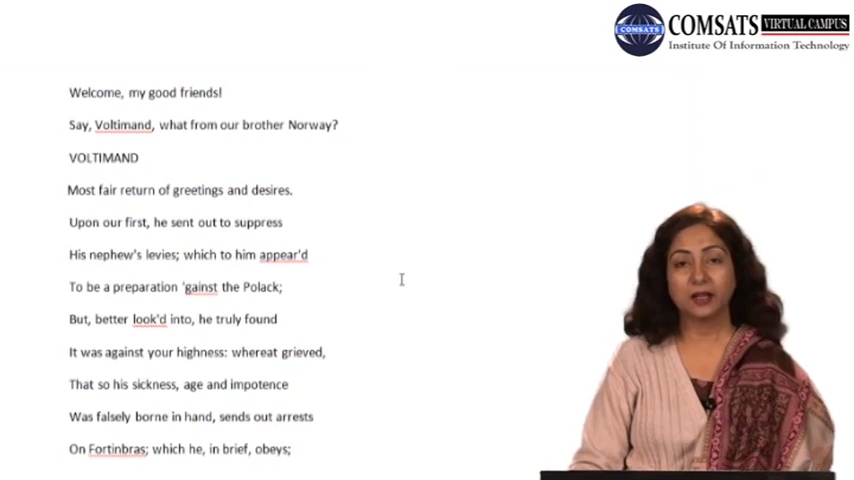 COMSATS
COMSATS VIRTUAL CAMPUS
Institute Of Information Technology
Welcome, my good friends!
Say, Voltimand, what from our brother Norway?
VOLTIMAND
Most fair return of greetings and desires.
Upon our first, he sent out to suppress
His nephew's levies; which to him appear'd
To be a preparation 'gainst the Polack;
But, better look'd into, he truly found
It was against your highness: whereat grieved,
That so his sickness, age and impotence
Was falsely borne in hand, sends out arrests
On Fortinbras; which he, in brief, obeys;